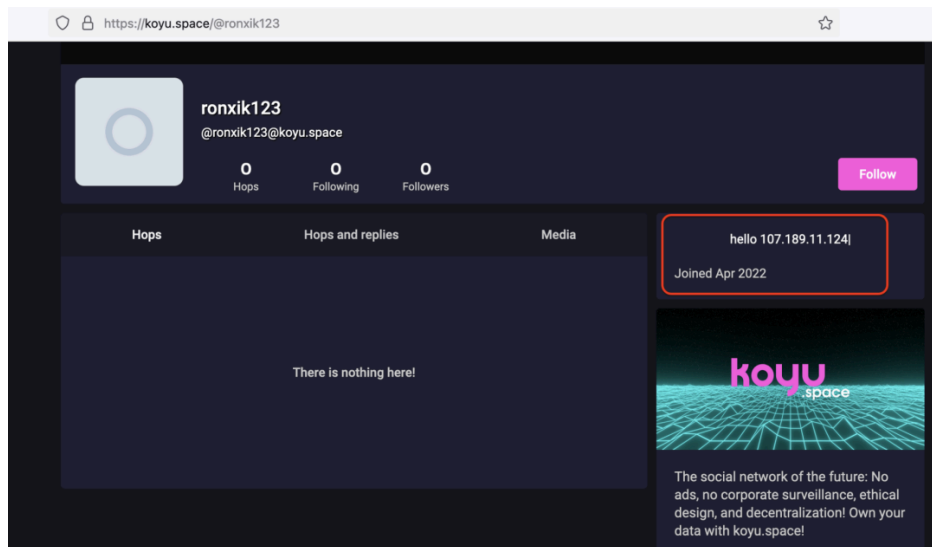 https://koyu.space/@ronxik123
ronxik123
@ronxik123@koyu.space
0 0 0
Hops Following Followers
Follow
Hops Hops and replies Media
There is nothing here!
hello 107.189.11.124|
Joined Apr 2022
koyu
.space
The social network of the future: No
ads, no corporate surveillance, ethical
design, and decentralization! Own your
data with koyu.space!